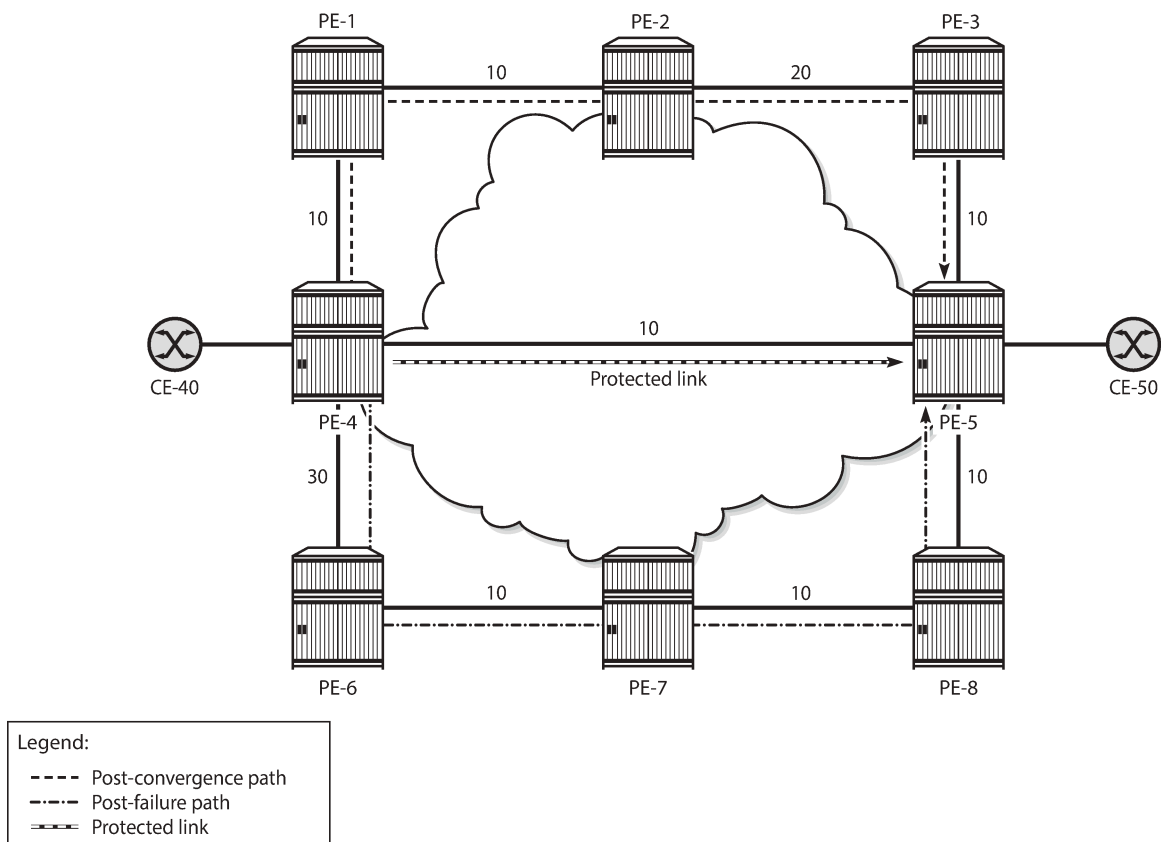 PE-1 PE-2 PE-3
10 20
10 10
10
Protected link
CE-40 CE-50
PE-4 PE-5
30 10
10 10
PE-6 PE-7 PE-8
Legend:
Post-convergence path
Post-failure path
Protected link